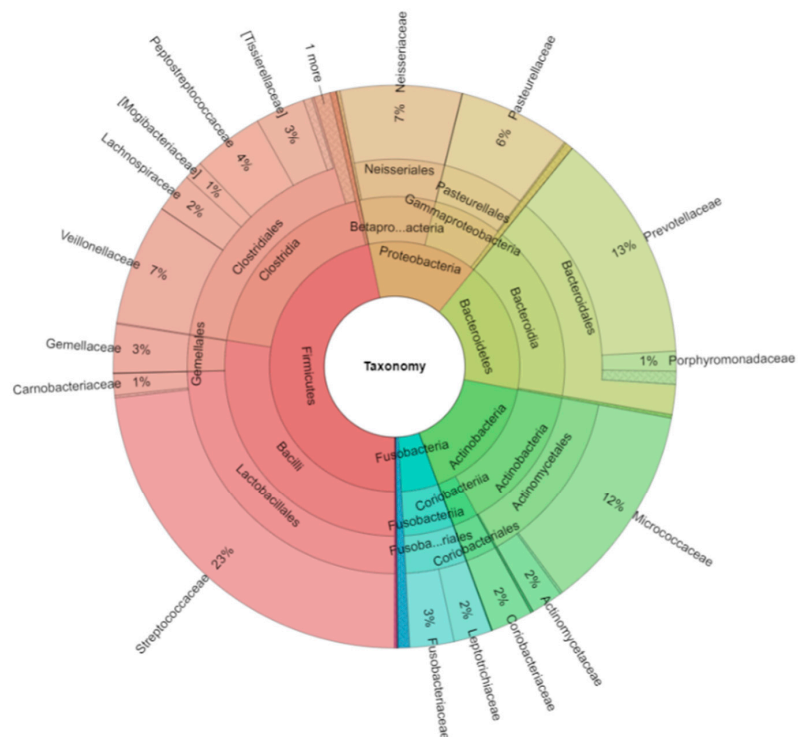 Taxonomy
Firmicutes
Proteobacteria
Bacteroidetes
Actinobacteria
Fusobacteria
Clostridia
Bacilli
Betapro...acteria
Gammaproteobacteria
Bacteroidia
Actinobacteria
Coriobacteriia
Fusobacteriia
Clostridiales
Gemellales
Lactobacillales
Neisseriales
Pasteurellales
Bacteroidales
Actinomycetales
Coriobacteriales
Fusoba...riales
1 more
Neisseriaceae
7%
Pasteurellaceae
6%
Prevotellaceae
13%
Porphyromonadaceae
1%
Micrococcaceae
12%
Actinomycetaceae
2%
Coriobacteriaceae
2%
Leptotrichiaceae
2%
Fusobacteriaceae
3%
Streptococcaceae
23%
Carnobacteriaceae
1%
Gemellaceae
3%
Veillonellaceae
7%
Lachnospiraceae
2%
[Mogibacteriaceae]
1%
Peptostreptococcaceae
4%
[Tissierellaceae]
3%